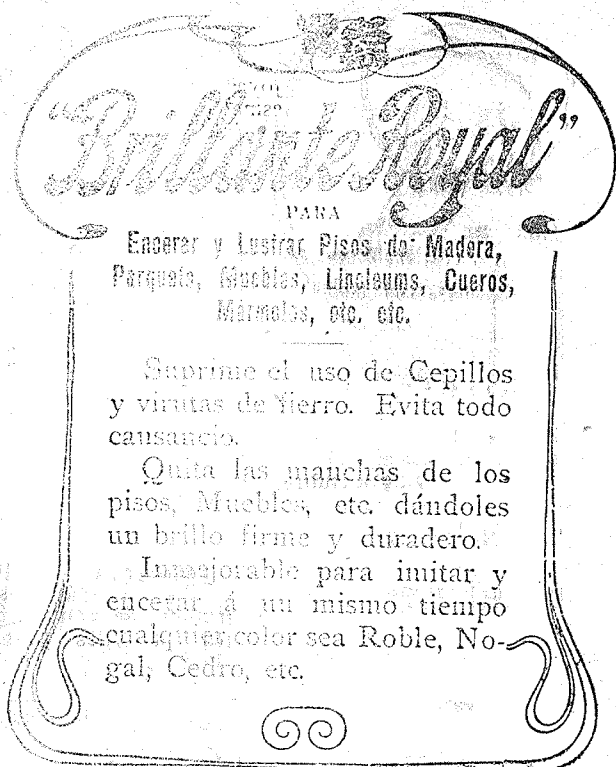 “Brillante Royal”
PARA
Encerar y Lustrar Pisos de Madera,
Parquets, Muebles, Linoleums, Cueros,
Mármoles, etc. etc.
Suprime el uso de Cepillos
y virutas de fierro. Evita todo
causancio.
Quita las manchas de los
pisos, Muebles, etc. dándoles
un brillo firme y duradero.
Inmejorable para imitar y
encerar á un mismo tiempo
cualquier color sea Roble, No-
gal, Cedro, etc.